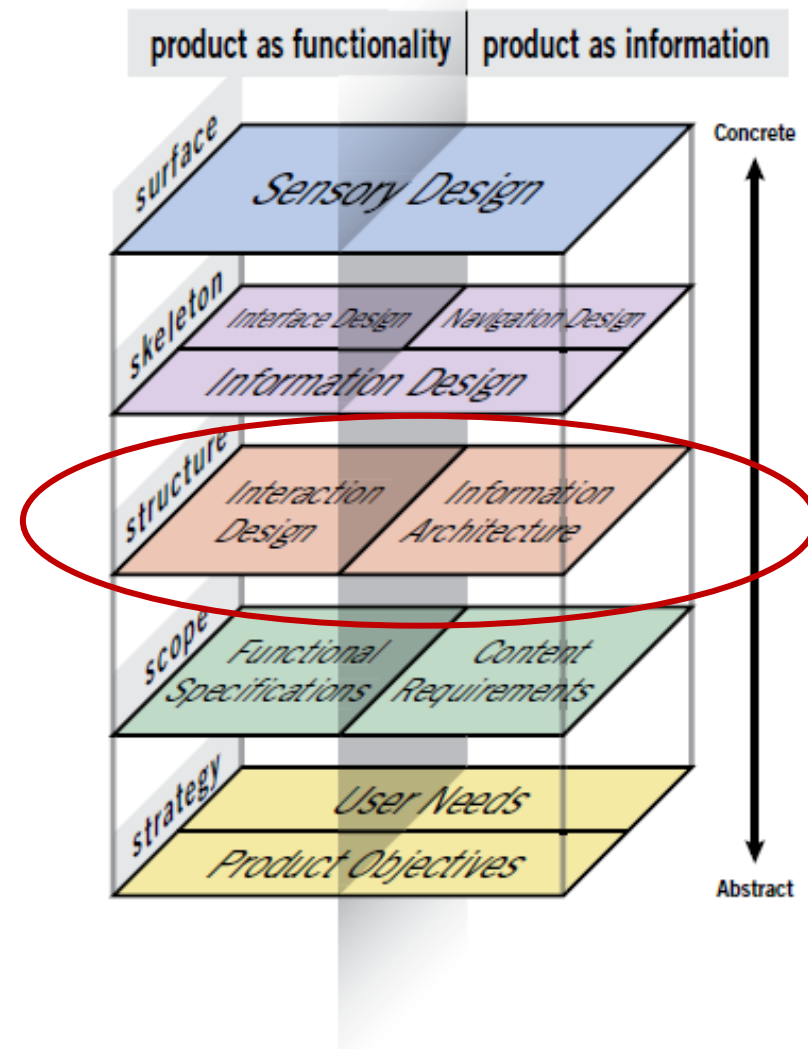 product as functionality
product as information
Concrete
surface
Sensory Design
skeleton
Interface Design
Navigation Design
Information Design
structure
Interaction
Design
Information
Architecture
scope
Functional
Specifications
Content
Requirements
strategy
User Needs
Product Objectives
Abstract